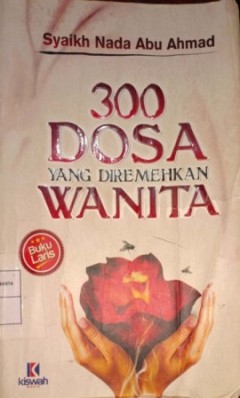 Syaikh Nada Abu Ahmad
300
DOSA
YANG DIREMEHKAN
WANITA
Buku
Laris
K
kiswah